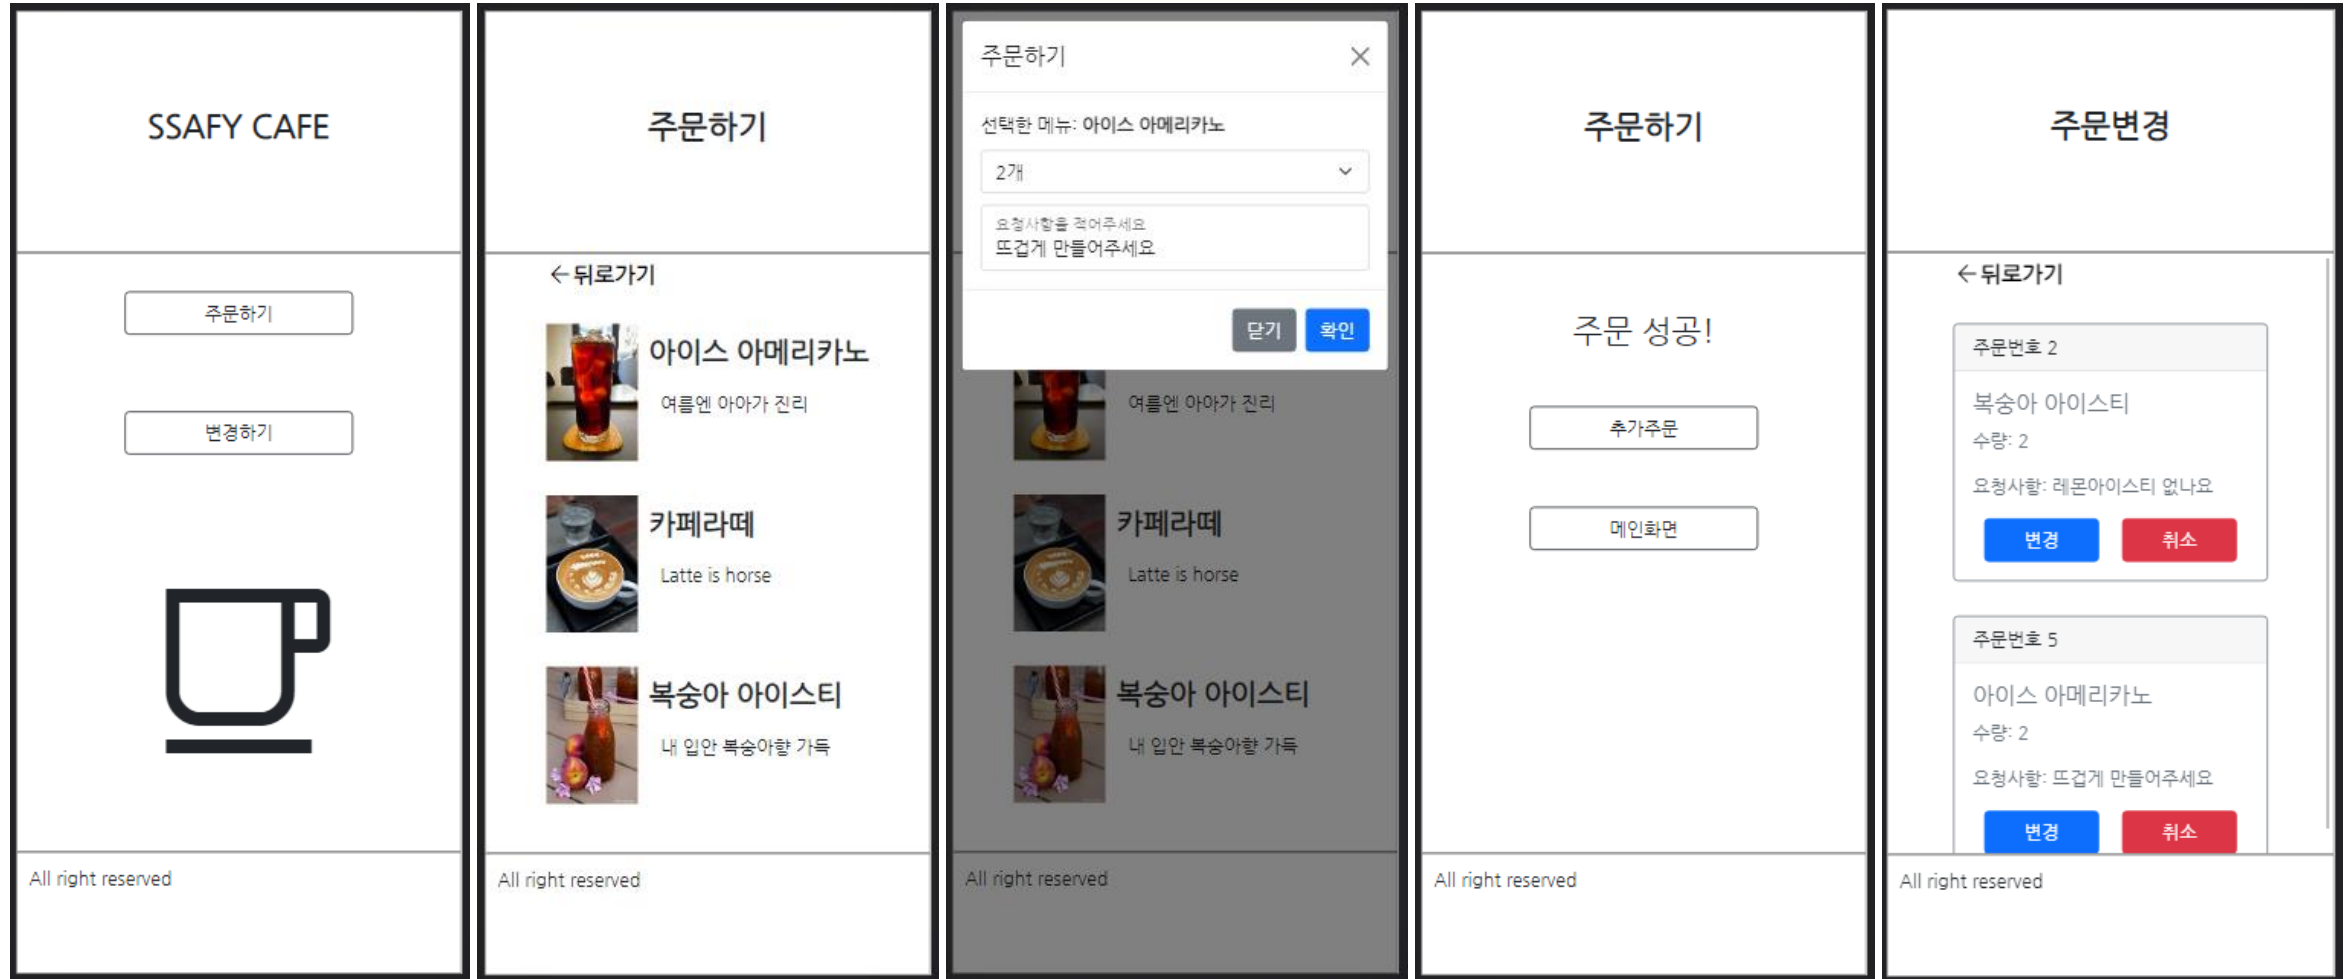 SSAFY CAFE
주문하기
변경하기
All right reserved
주문하기
←뒤로가기
아이스 아메리카노
여름엔 아아가 진리
카페라떼
Latte is horse
복숭아 아이스티
내 입안 복숭아향 가득
All right reserved
주문하기
선택한 메뉴: 아이스 아메리카노
2개
요청사항을 적어주세요
뜨겁게 만들어주세요
닫기 확인
여름엔 아아가 진리
카페라떼
Latte is horse
복숭아 아이스티
내 입안 복숭아향 가득
All right reserved
주문하기
주문 성공!
추가주문
메인화면
All right reserved
주문변경
←뒤로가기
주문번호 2
복숭아 아이스티
수량: 2
요청사항: 레몬아이스티 없나요
변경 취소
주문번호 5
아이스 아메리카노
수량: 2
요청사항: 뜨겁게 만들어주세요
변경 취소
All right reserved